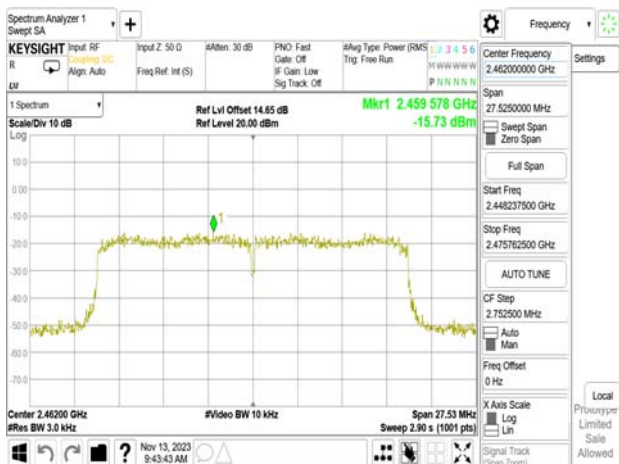 Spectrum Analyzer 1
Swept SA
Frequency
KEYSIGHT
R
Input: RF
Coupling: DC
Align: Auto
Input Z: 50 Ω
Freq Ref: Int (S)
#Atten: 30 dB
PNO: Fast
Gate: Off
IF Gain: Low
Sig Track: Off
#Avg Type: Power (RMS
Trig: Free Run
1 2 3 4 5 6
M W W W W W
P N N N N N
Center Frequency
2.462000000 GHz
Settings
Span
27.5250000 MHz
Swept Span
Zero Span
Full Span
Start Freq
2.448237500 GHz
Stop Freq
2.475762500 GHz
AUTO TUNE
CF Step
2.752500 MHz
Auto
Man
Freq Offset
0 Hz
X Axis Scale
Log
Lin
Signal Track
(Span Zoom)
Local
Prototype
Limited
Sale
Allowed
1 Spectrum
Scale/Div 10 dB
Ref Lvl Offset 14.65 dB
Ref Level 20.00 dBm
Mkr1 2.459 578 GHz
-15.73 dBm
Log
10.0
0.00
-10.0
-20.0
-30.0
-40.0
-50.0
-60.0
-70.0
1
Center 2.46200 GHz
#Res BW 3.0 kHz
#Video BW 10 kHz
Span 27.53 MHz
Sweep 2.90 s (1001 pts)
?
Nov 13, 2023
9:43:43 AM